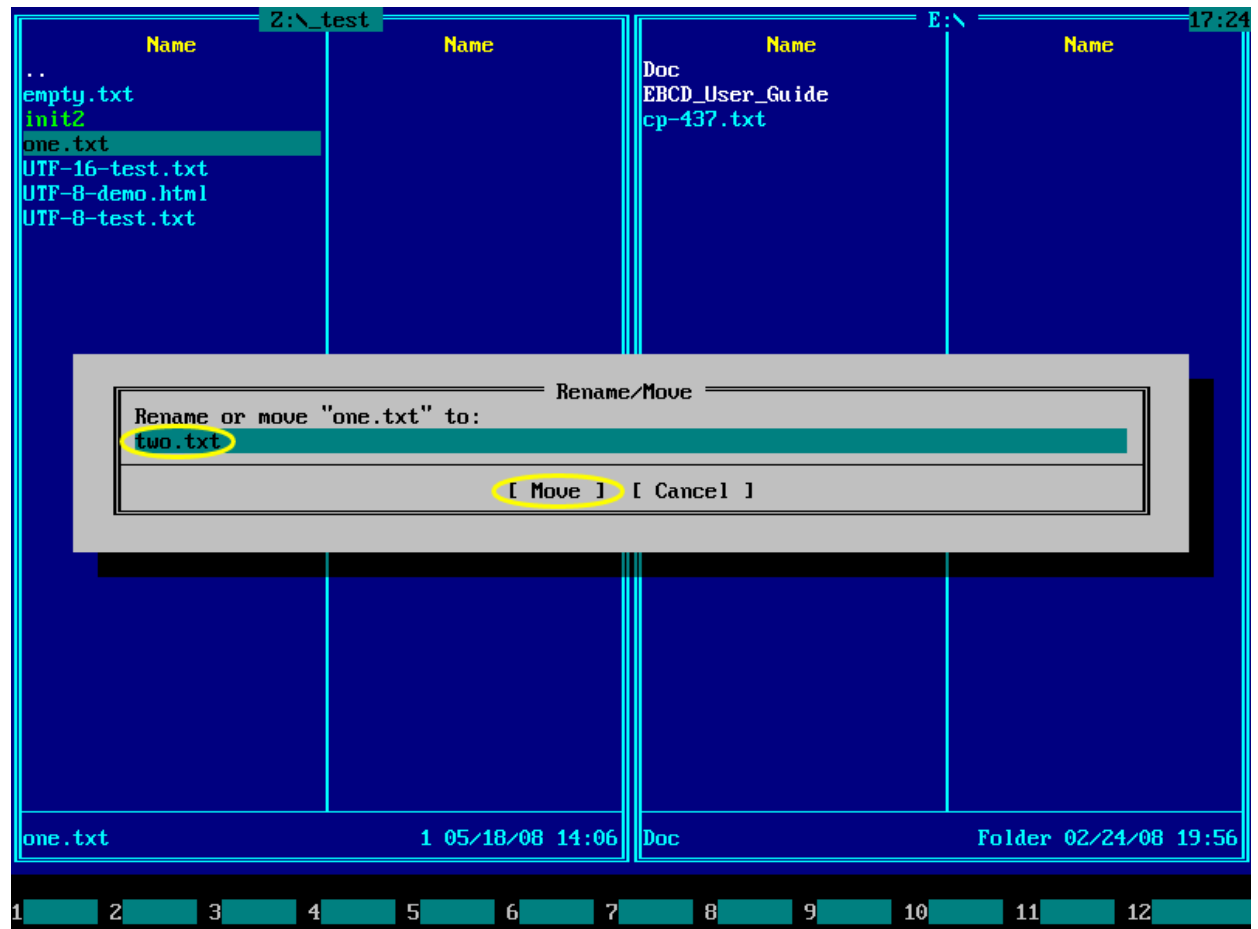 Z:\_test E:\ 17:24
Name Name Name Name
.. Doc
empty.txt EBCD_User_Guide
init2 cp-437.txt
one.txt
UTF-16-test.txt
UTF-8-demo.html
UTF-8-test.txt
Rename/Move
Rename or move "one.txt" to:
two.txt
[ Move ] [ Cancel ]
one.txt 1 05/18/08 14:06 Doc Folder 02/24/08 19:56
1 2 3 4 5 6 7 8 9 10 11 12